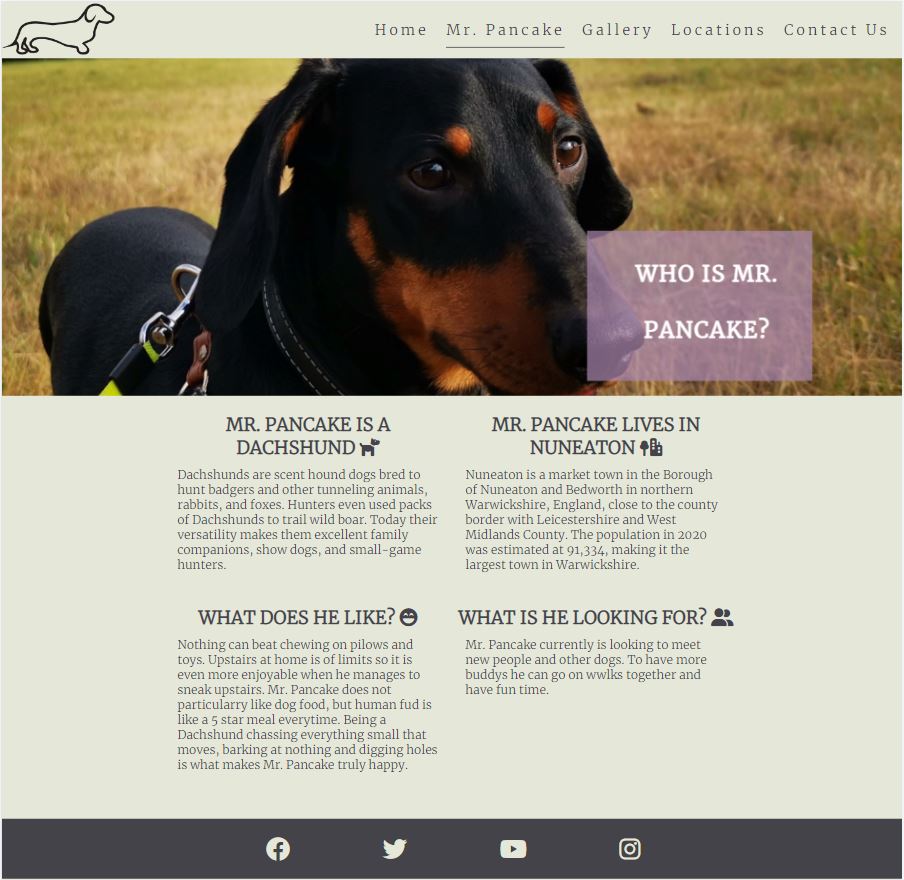 Home Mr. Pancake Gallery Locations Contact Us
WHO IS MR.
PANCAKE?
MR. PANCAKE IS A
DACHSHUND
Dachshunds are scent hound dogs bred to
hunt badgers and other tunneling animals,
rabbits, and foxes. Hunters even used packs
of Dachshunds to trail wild boar. Today their
versatility makes them excellent family
companions, show dogs, and small-game
hunters.
MR. PANCAKE LIVES IN
NUNEATON
Nuneaton is a market town in the Borough
of Nuneaton and Bedworth in northern
Warwickshire, England, close to the county
border with Leicestershire and West
Midlands County. The population in 2020
was estimated at 91,334, making it the
largest town in Warwickshire.
WHAT DOES HE LIKE?
Nothing can beat chewing on pilows and
toys. Upstairs at home is of limits so it is
even more enjoyable when he manages to
sneak upstairs. Mr. Pancake does not
particularry like dog food, but human fud is
like a 5 star meal everytime. Being a
Dachshund chassing everything small that
moves, barking at nothing and digging holes
is what makes Mr. Pancake truly happy.
WHAT IS HE LOOKING FOR?
Mr. Pancake currently is looking to meet
new people and other dogs. To have more
buddys he can go on wwlks together and
have fun time.